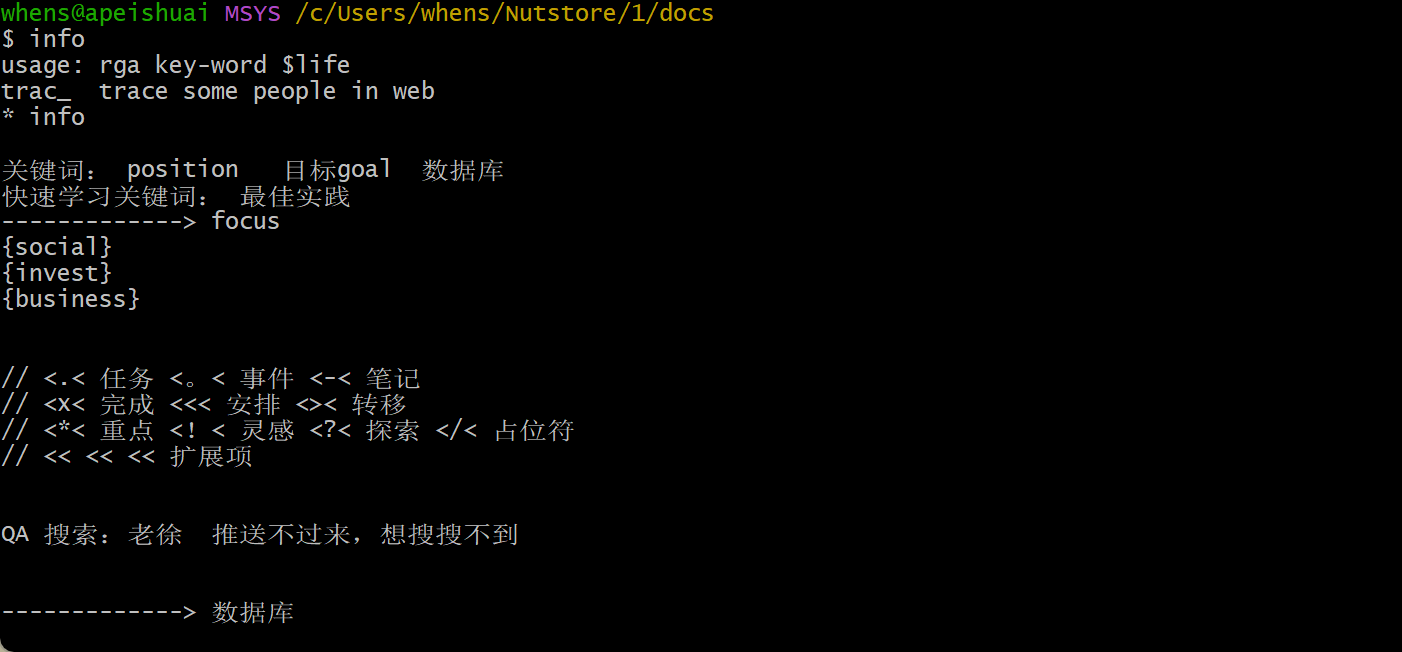 whens@apeishuai MSYS /c/Users/whens/Nutstore/1/docs
$ info
usage: rga key-word $life
trac_  trace some people in web
* info
关键词： position   目标goal  数据库
快速学习关键词： 最佳实践
-------------> focus
{social}
{invest}
{business}
// <.< 任务 <。< 事件 <-< 笔记
// <x< 完成 <<< 安排 <>< 转移
// <*< 重点 <! < 灵感 <?< 探索 </< 占位符
// << << << 扩展项
QA 搜索：老徐  推送不过来，想搜搜不到
-------------> 数据库